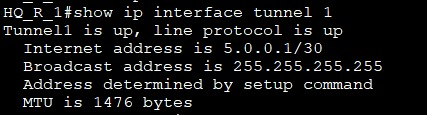 HQ_R_1#show ip interface tunnel 1
Tunnel1 is up, line protocol is up
Internet address is 5.0.0.1/30
Broadcast address is 255.255.255.255
Address determined by setup command
MTU is 1476 bytes